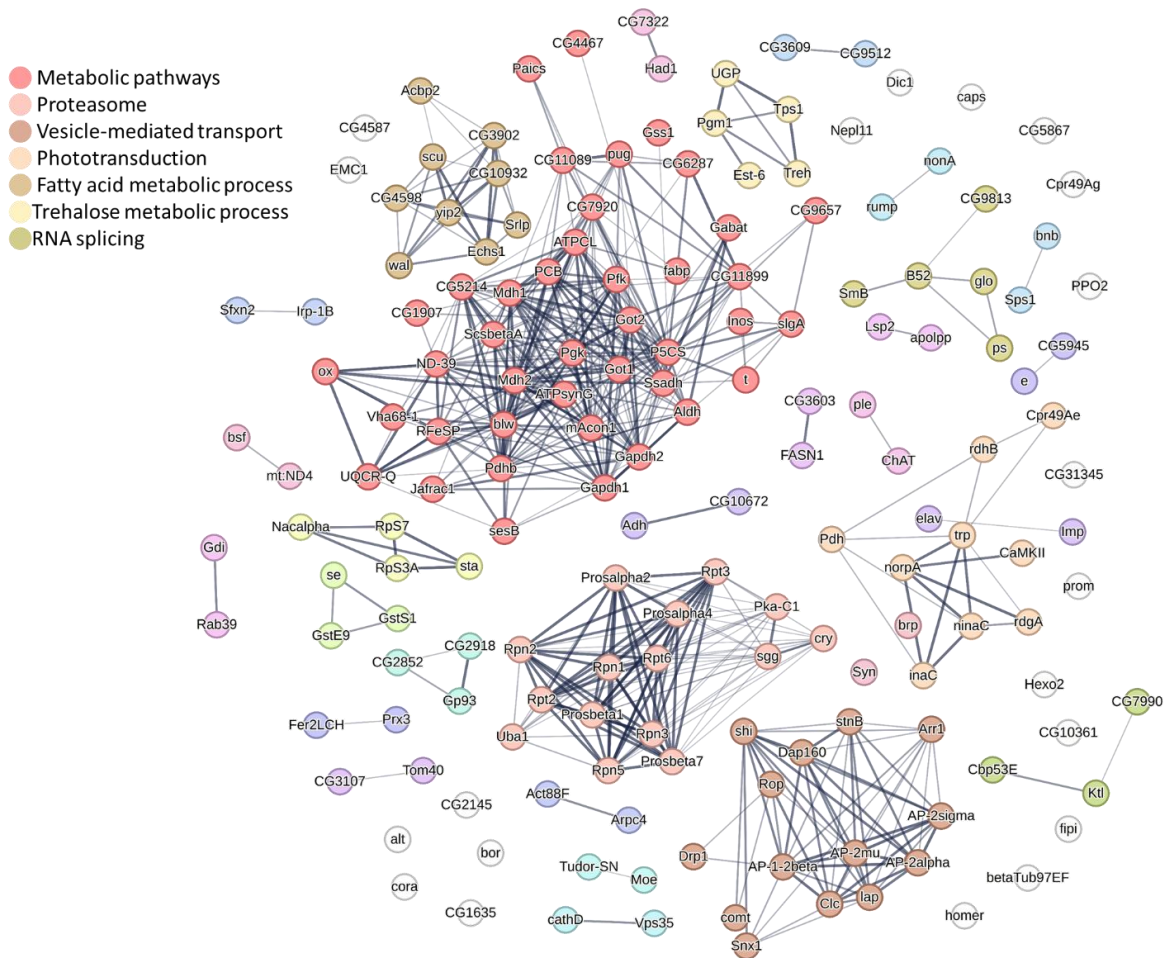 CG7322
CG4467
CG3609
CG9512
Metabolic pathways
Paics
Had1
UGP
Dic1
Proteasome
Acbp2
caps
Vesicle-mediated transport
CG4587
CG3902
Gss1
Pgm1
Tps1
Nepl11
CG5867
Phototransduction
scu
CG11089
pug
CG6287
nonA
Fatty acid metabolic process
EMC1
CG10932
Est-6
Treh
Cpr49Ag
Trehalose metabolic process
CG4598
yip2
Srlp
CG7920
CG9657
rump
CG9813
RNA splicing
Echs1
ATPCL
Gabat
bnb
wal
PCB
Pfk
fabp
CG11899
B52
glo
PPO2
CG5214
Mdh1
SmB
Sps1
Sfxn2
Irp-1B
CG1907
ScsbetaA
Got2
Inos
slgA
Lsp2
apolpp
ps
CG5945
ox
ND-39
Pgk
Got1
P5CS
Mdh2
ATPsynG
Ssadh
t
e
Vha68-1
RFeSP
blw
mAcon1
Aldh
CG3603
ple
Cpr49Ae
bsf
mt:ND4
UQCR-Q
Pdhb
Gapdh2
FASN1
ChAT
rdhB
CG31345
Jafrac1
Gapdh1
CG10672
Nacalpha
RpS7
sesB
Adh
Pdh
elav
trp
Imp
Gdi
RpS3A
sta
norpA
CaMKII
se
Prosalpha2
Rpt3
prom
Rab39
GstE9
GstS1
Prosalpha4
Pka-C1
brp
ninaC
rdgA
CG2852
CG2918
Rpn2
Rpn1
Rpt6
sgg
cry
Syn
inaC
Gp93
Rpt2
Hexo2
Fer2LCH
Prx3
Uba1
Prosbeta1
Rpn3
shi
stnB
Arr1
CG7990
Rpn5
Prosbeta7
Dap160
CG10361
CG3107
Tom40
Rop
Cbp53E
Ktl
CG2145
Act88F
Arpc4
AP-2sigma
fipi
alt
bor
Drp1
AP-1-2beta
AP-2mu
AP-2alpha
Tudor-SN
Moe
betaTub97EF
cora
CG1635
cathD
Vps35
comt
Clc
lap
homer
Snx1